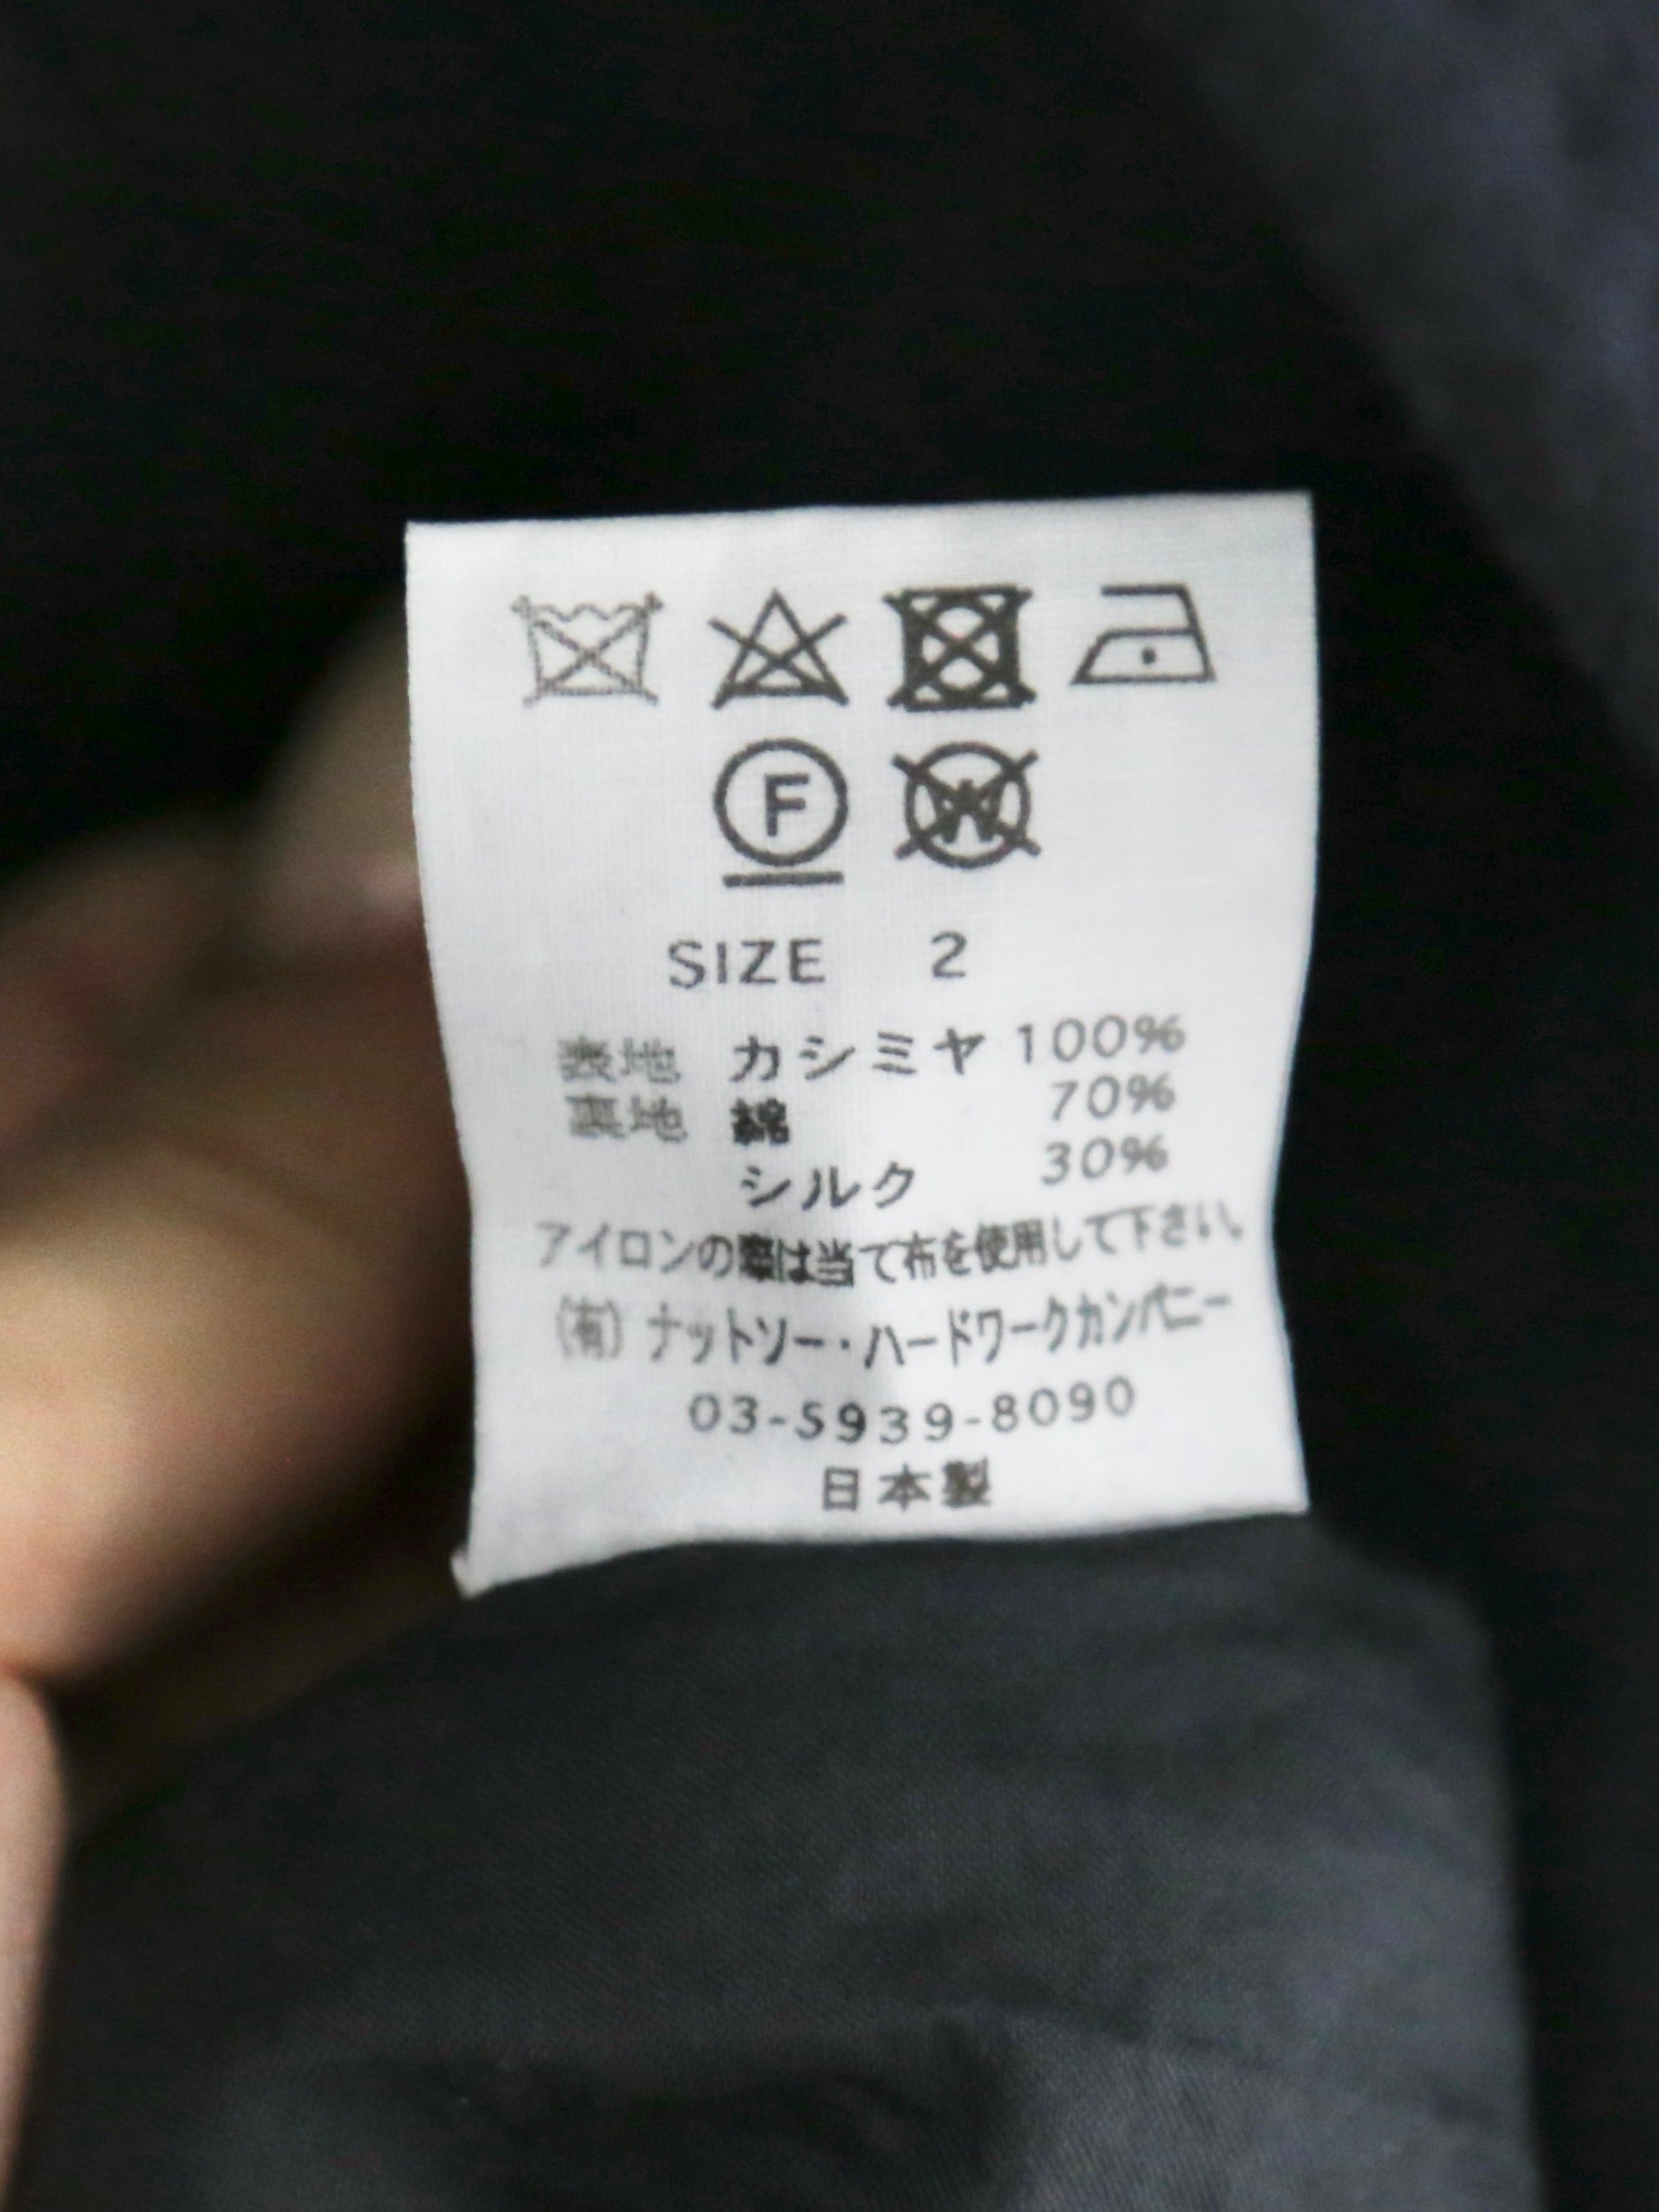 F W
SIZE 2
表地 カシミヤ 100%
裏地 綿 70%
シルク 30%
アイロンの際は当て布を使用して下さい。
(有) ナットソー・ハードワークカンパニー
03-5939-8090
日本製